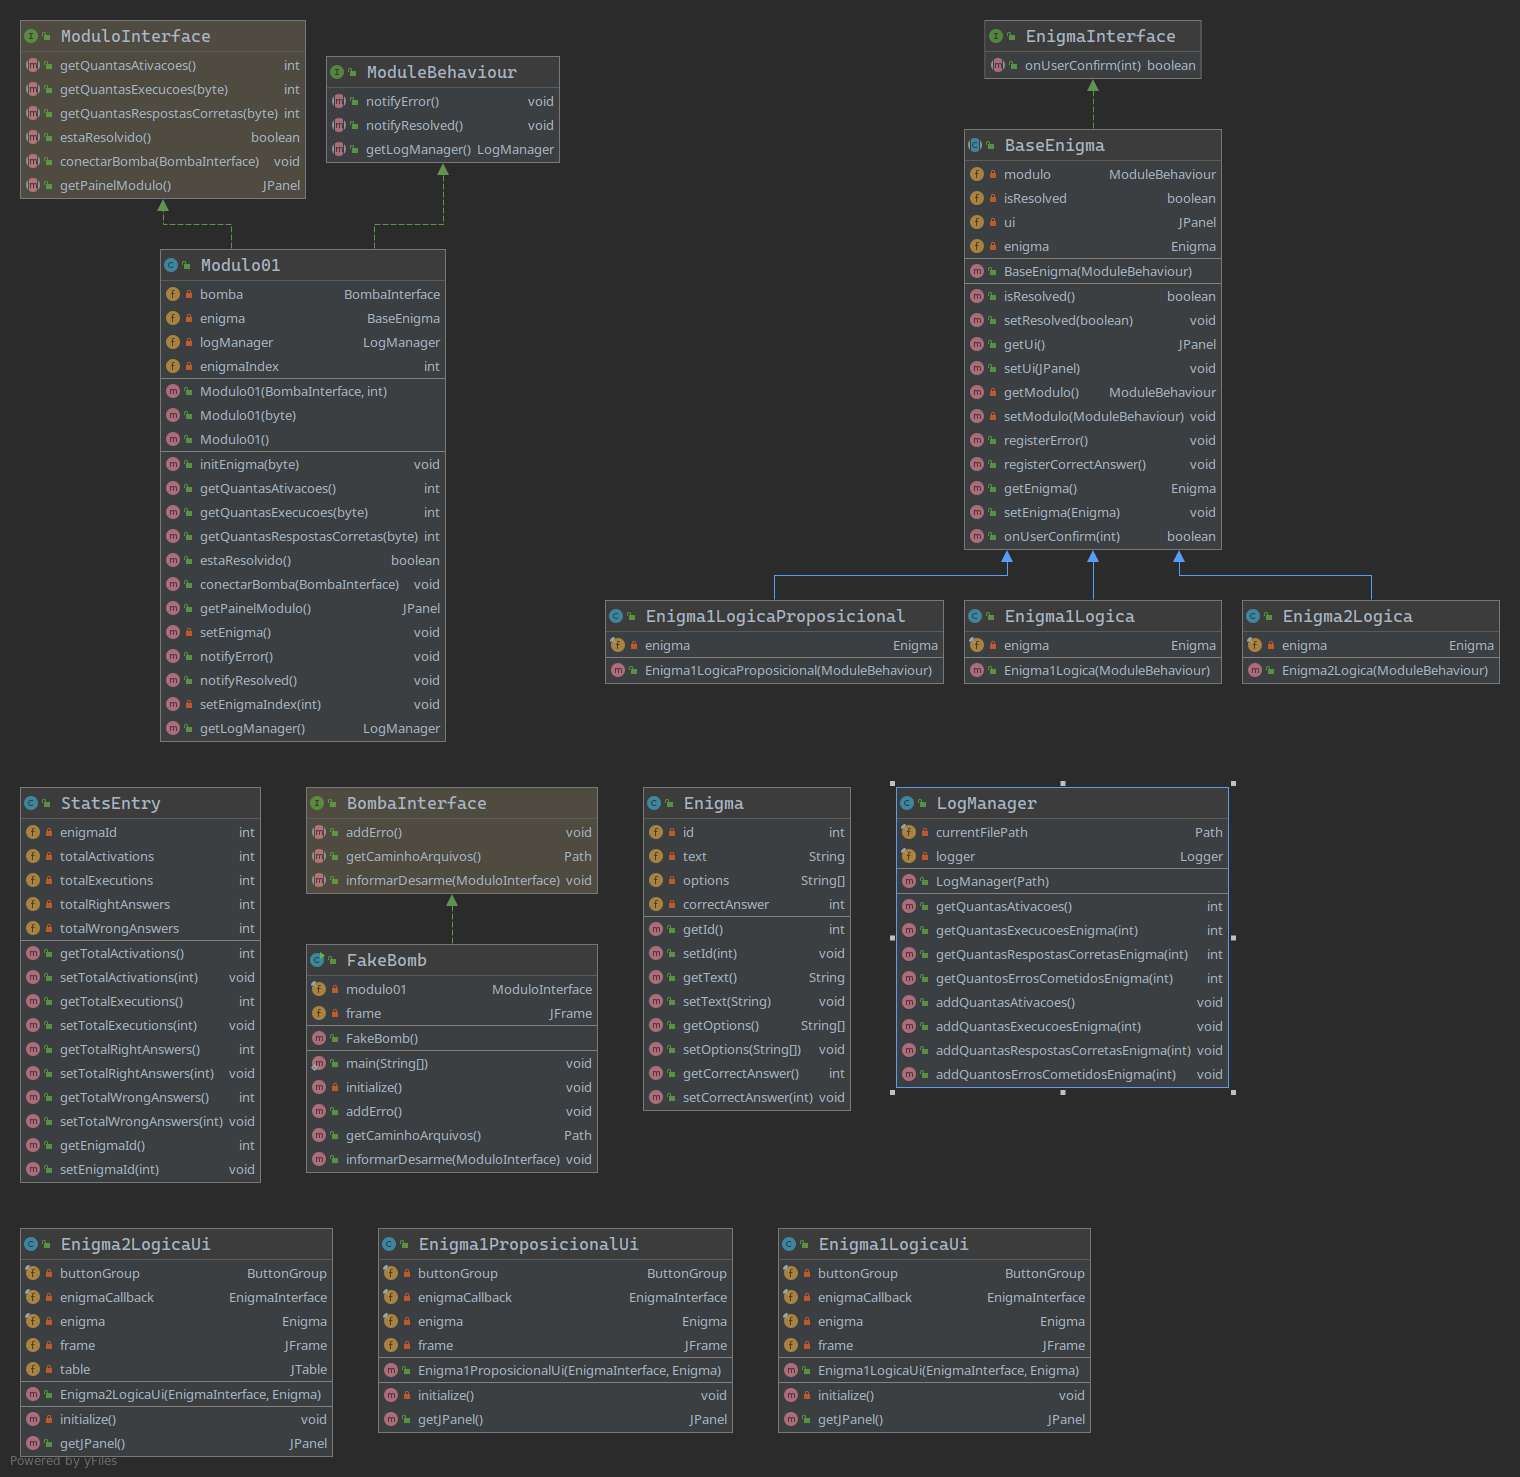 ModuloInterface
getQuantasAtivacoes() int
getQuantasExecucoes(byte) int
getQuantasRespostasCorretas(byte) int
estaResolvido() boolean
conectarBomba(BombaInterface) void
getPainelModulo() JPanel
ModuleBehaviour
notifyError() void
notifyResolved() void
getLogManager() LogManager
EnigmaInterface
onUserConfirm(int) boolean
BaseEnigma
modulo ModuleBehaviour
isResolved boolean
ui JPanel
enigma Enigma
BaseEnigma(ModuleBehaviour)
isResolved() boolean
setResolved(boolean) void
getUi() JPanel
setUi(JPanel) void
getModulo() ModuleBehaviour
setModulo(ModuleBehaviour) void
registerError() void
registerCorrectAnswer() void
getEnigma() Enigma
setEnigma(Enigma) void
onUserConfirm(int) boolean
Modulo01
bomba BombaInterface
enigma BaseEnigma
logManager LogManager
enigmaIndex int
Modulo01(BombaInterface, int)
Modulo01(byte)
Modulo01()
initEnigma(byte) void
getQuantasAtivacoes() int
getQuantasExecucoes(byte) int
getQuantasRespostasCorretas(byte) int
estaResolvido() boolean
conectarBomba(BombaInterface) void
getPainelModulo() JPanel
setEnigma() void
notifyError() void
notifyResolved() void
setEnigmaIndex(int) void
getLogManager() LogManager
Enigma1LogicaProposicional
enigma Enigma
Enigma1LogicaProposicional(ModuleBehaviour)
Enigma1Logica
enigma Enigma
Enigma1Logica(ModuleBehaviour)
Enigma2Logica
enigma Enigma
Enigma2Logica(ModuleBehaviour)
StatsEntry
enigmaId int
totalActivations int
totalExecutions int
totalRightAnswers int
totalWrongAnswers int
getTotalActivations() int
setTotalActivations(int) void
getTotalExecutions() int
setTotalExecutions(int) void
getTotalRightAnswers() int
setTotalRightAnswers(int) void
getTotalWrongAnswers() int
setTotalWrongAnswers(int) void
getEnigmaId() int
setEnigmaId(int) void
BombaInterface
addErro() void
getCaminhoArquivos() Path
informarDesarme(ModuloInterface) void
FakeBomb
modulo01 ModuloInterface
frame JFrame
FakeBomb()
main(String[]) void
initialize() void
addErro() void
getCaminhoArquivos() Path
informarDesarme(ModuloInterface) void
Enigma
id int
text String
options String[]
correctAnswer int
getId() int
setId(int) void
getText() String
setText(String) void
getOptions() String[]
setOptions(String[]) void
getCorrectAnswer() int
setCorrectAnswer(int) void
LogManager
currentFilePath Path
logger Logger
LogManager(Path)
getQuantasAtivacoes() int
getQuantasExecucoesEnigma(int) int
getQuantasRespostasCorretasEnigma(int) int
getQuantosErrosCometidosEnigma(int) int
addQuantasAtivacoes() void
addQuantasExecucoesEnigma(int) void
addQuantasRespostasCorretasEnigma(int) void
addQuantosErrosCometidosEnigma(int) void
Enigma2LogicaUi
buttonGroup ButtonGroup
enigmaCallback EnigmaInterface
enigma Enigma
frame JFrame
table JTable
Enigma2LogicaUi(EnigmaInterface, Enigma)
initialize() void
getJPanel() JPanel
Enigma1ProposicionalUi
buttonGroup ButtonGroup
enigmaCallback EnigmaInterface
enigma Enigma
frame JFrame
Enigma1ProposicionalUi(EnigmaInterface, Enigma)
initialize() void
getJPanel() JPanel
Enigma1LogicaUi
buttonGroup ButtonGroup
enigmaCallback EnigmaInterface
enigma Enigma
frame JFrame
Enigma1LogicaUi(EnigmaInterface, Enigma)
initialize() void
getJPanel() JPanel
Powered by yFiles